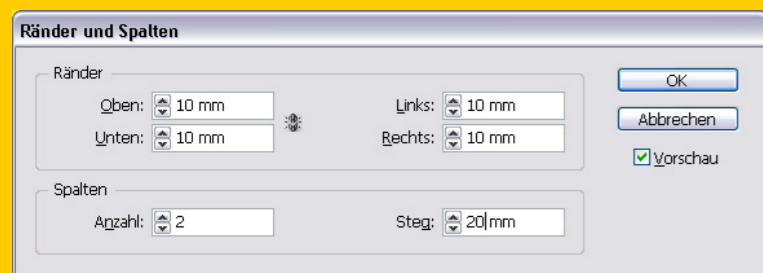 Ränder und Spalten
Ränder
Oben: 10 mm Links: 10 mm
Unten: 10 mm Rechts: 10 mm
OK
Abbrechen
Vorschau
Spalten
Anzahl: 2 Steg: 20 mm